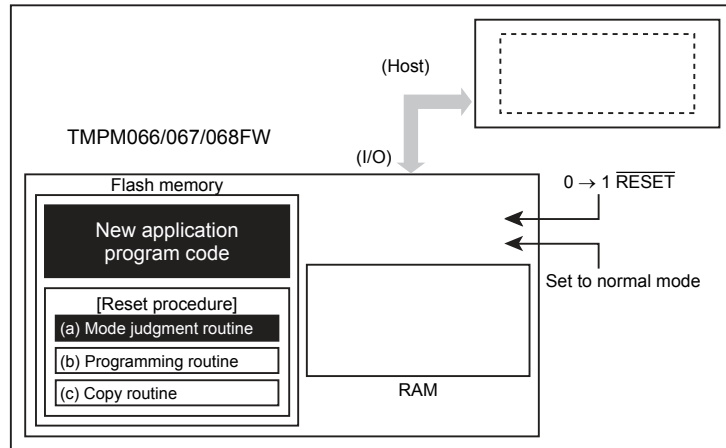 (Host)
TMPM066/067/068FW
(I/O)
Flash memory
0 → 1 RESET
New application
program code
Set to normal mode
[Reset procedure]
(a) Mode judgment routine
(b) Programming routine
(c) Copy routine
RAM